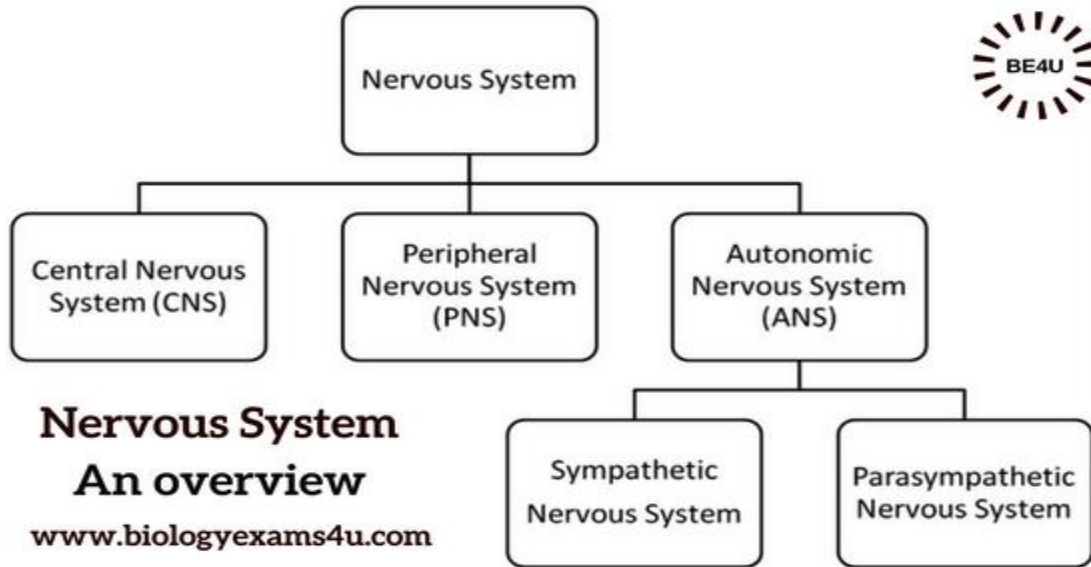 Nervous System
BE4U
Central Nervous
System (CNS)
Peripheral
Nervous System
(PNS)
Autonomic
Nervous System
(ANS)
Sympathetic
Nervous System
Parasympathetic
Nervous System
Nervous System
An overview
www.biologyexams4u.com